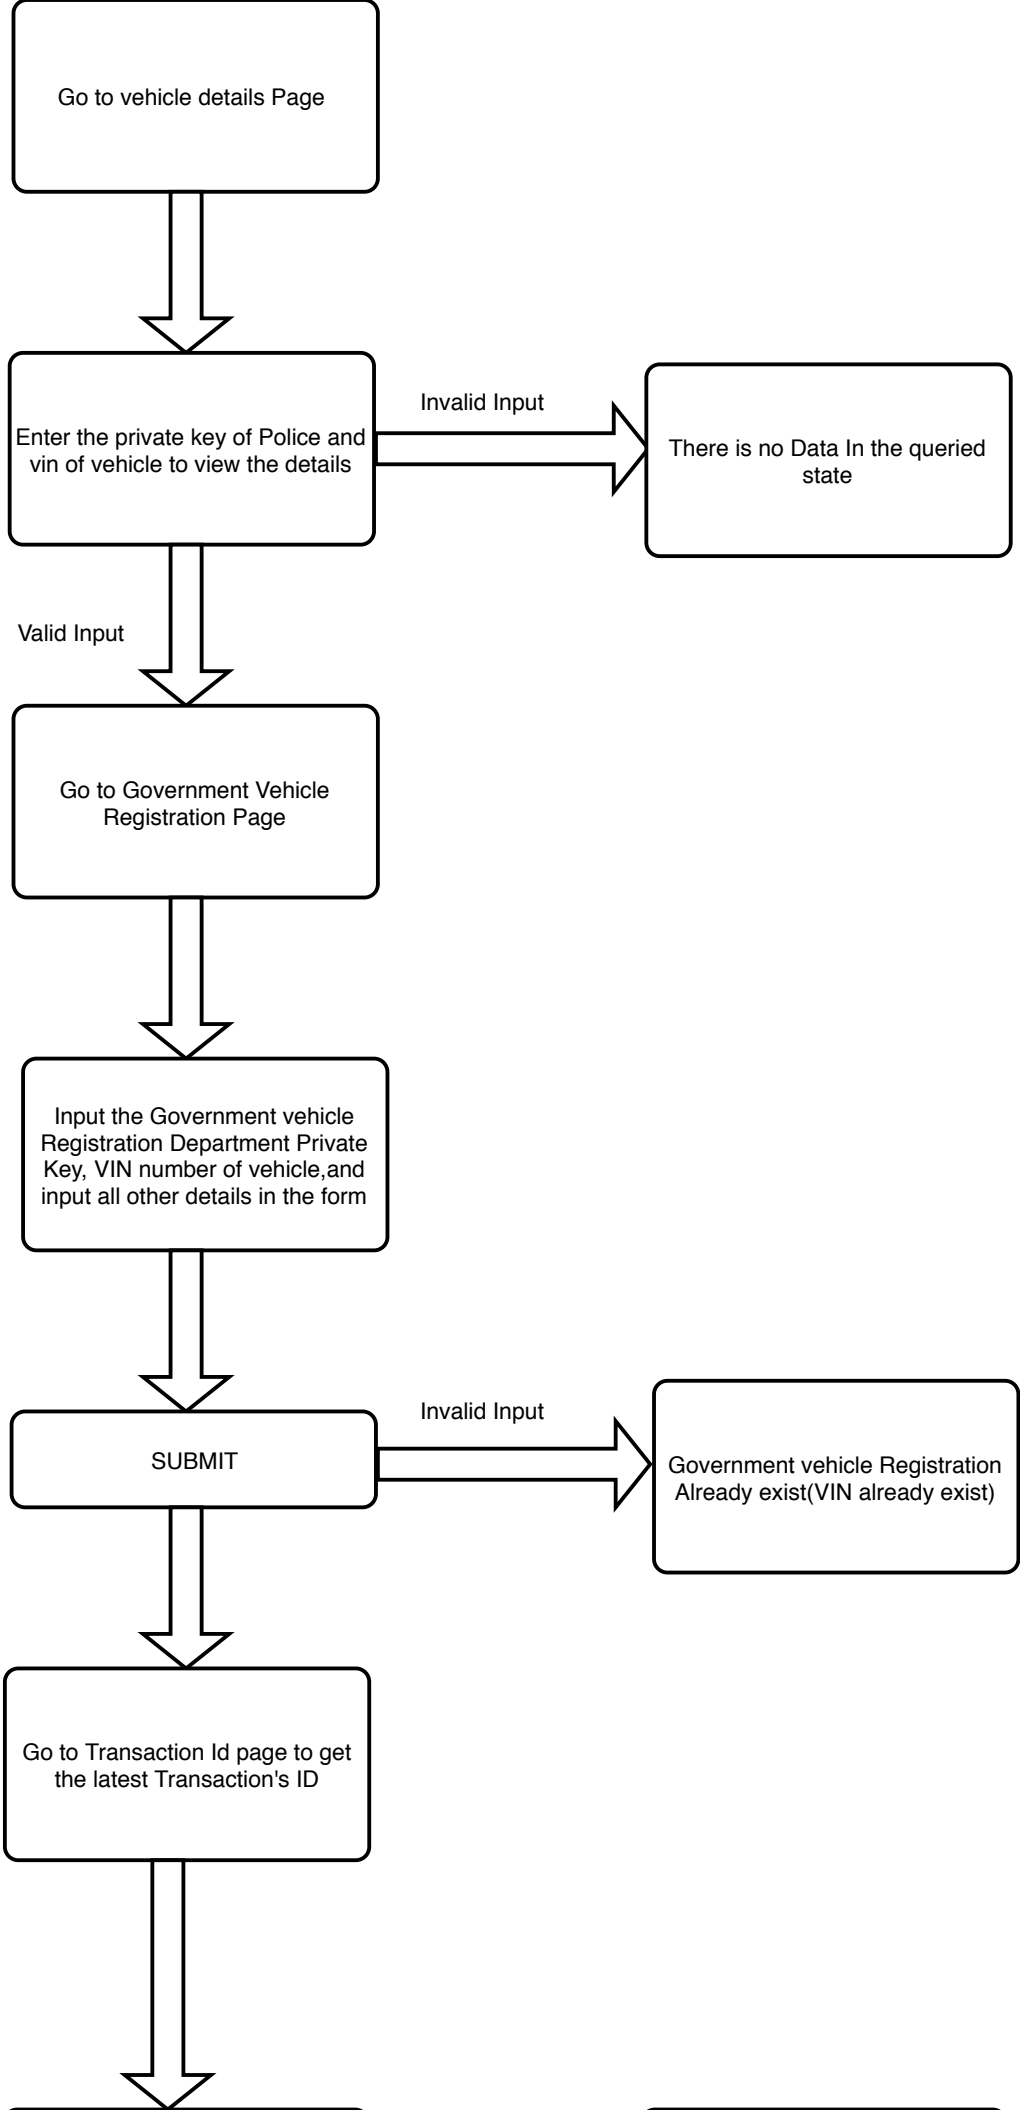 Go to vehicle details Page
Enter the private key of Police and
vin of vehicle to view the details
Invalid Input
There is no Data In the queried
state
Valid Input
Go to Government Vehicle
Registration Page
Input the Government vehicle
Registration Department Private
Key, VIN number of vehicle,and
input all other details in the form
SUBMIT
Invalid Input
Government vehicle Registration
Already exist(VIN already exist)
Go to Transaction Id page to get
the latest Transaction's ID